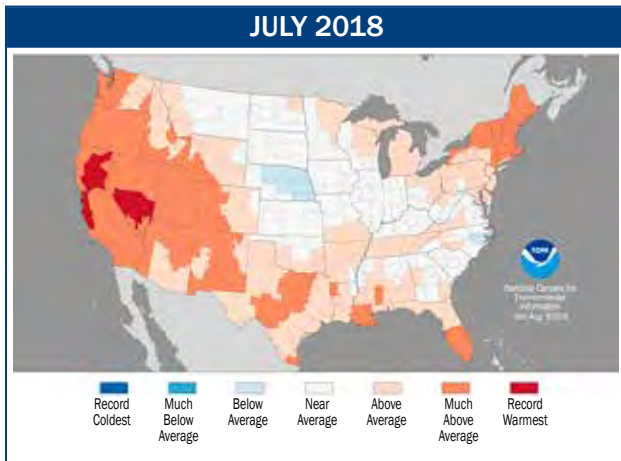 JULY 2018
NOAA
National Centers for
Environmental
Information
Record
Coldest
Much
Below
Average
Below
Average
Near
Average
Above
Average
Much
Above
Average
Record
Warmest